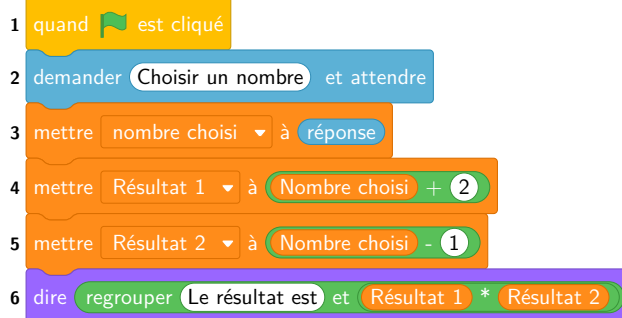 1 quand est cliqué
2 demander Choisir un nombre et attendre
3 mettre nombre choisi à réponse
4 mettre Résultat 1 à Nombre choisi + 2
5 mettre Résultat 2 à Nombre choisi - 1
6 dire regrouper Le résultat est et Résultat 1 * Résultat 2